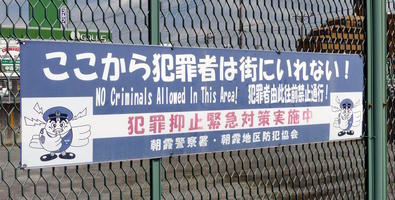 ここから犯罪者は街にいれない!
NO Criminals Allowed In This Area! 犯罪者由此往前禁止通行!
犯罪抑止緊急対策実施中
朝霞警察署・朝霞地区防犯協会